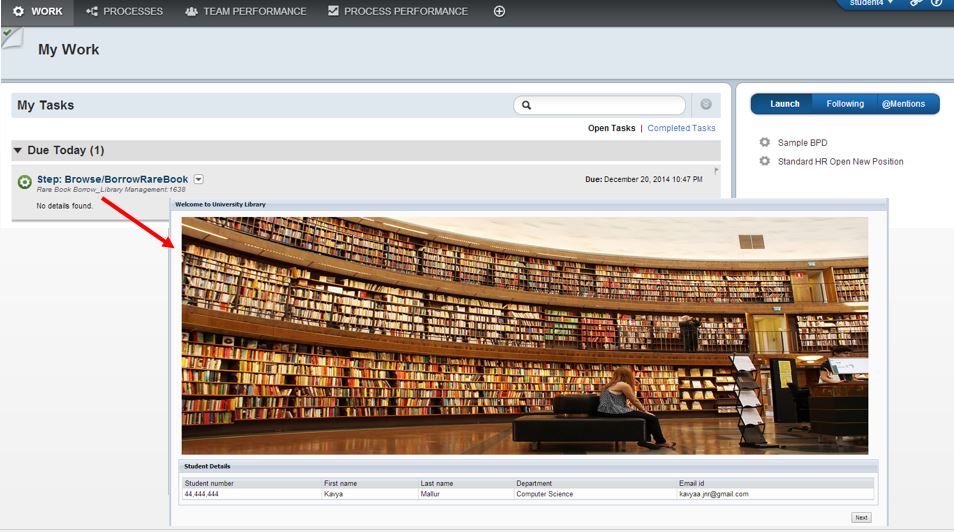 WORK PROCESSES TEAM PERFORMANCE PROCESS PERFORMANCE student4
My Work
My Tasks
Launch Following @Mentions
Open Tasks | Completed Tasks
Sample BPD
Due Today (1)
Standard HR Open New Position
Step: Browse/BorrowRareBook Due: December 20, 2014 10:47 PM
Rare Book Borrow_Library Management:1638
No details found.
Welcome to University Library
Student Details
Student number First name Last name Department Email id
44,444,444 Kavya Mallur Computer Science kavyaa.jnr@gmail.com
Next